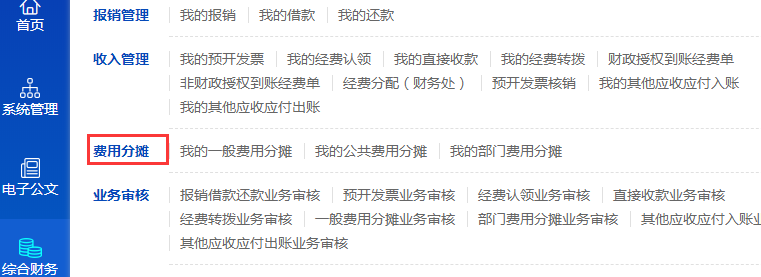 首页
系统管理
电子公文
综合财务
报销管理 我的报销 我的借款 我的还款
收入管理 我的预开发票 我的经费认领 我的直接收款 我的经费转拨 财政授权到账经费单
非财政授权到账经费单 经费分配（财务处） 预开发票核销 我的其他应收应付入账
我的其他应收应付出账
费用分摊 我的一般费用分摊 我的公共费用分摊 我的部门费用分摊
业务审核 报销借款还款业务审核 预开发票业务审核 经费认领业务审核 直接收款业务审核
经费转拨业务审核 一般费用分摊业务审核 部门费用分摊业务审核 其他应收应付入账业
其他应收应付出账业务审核